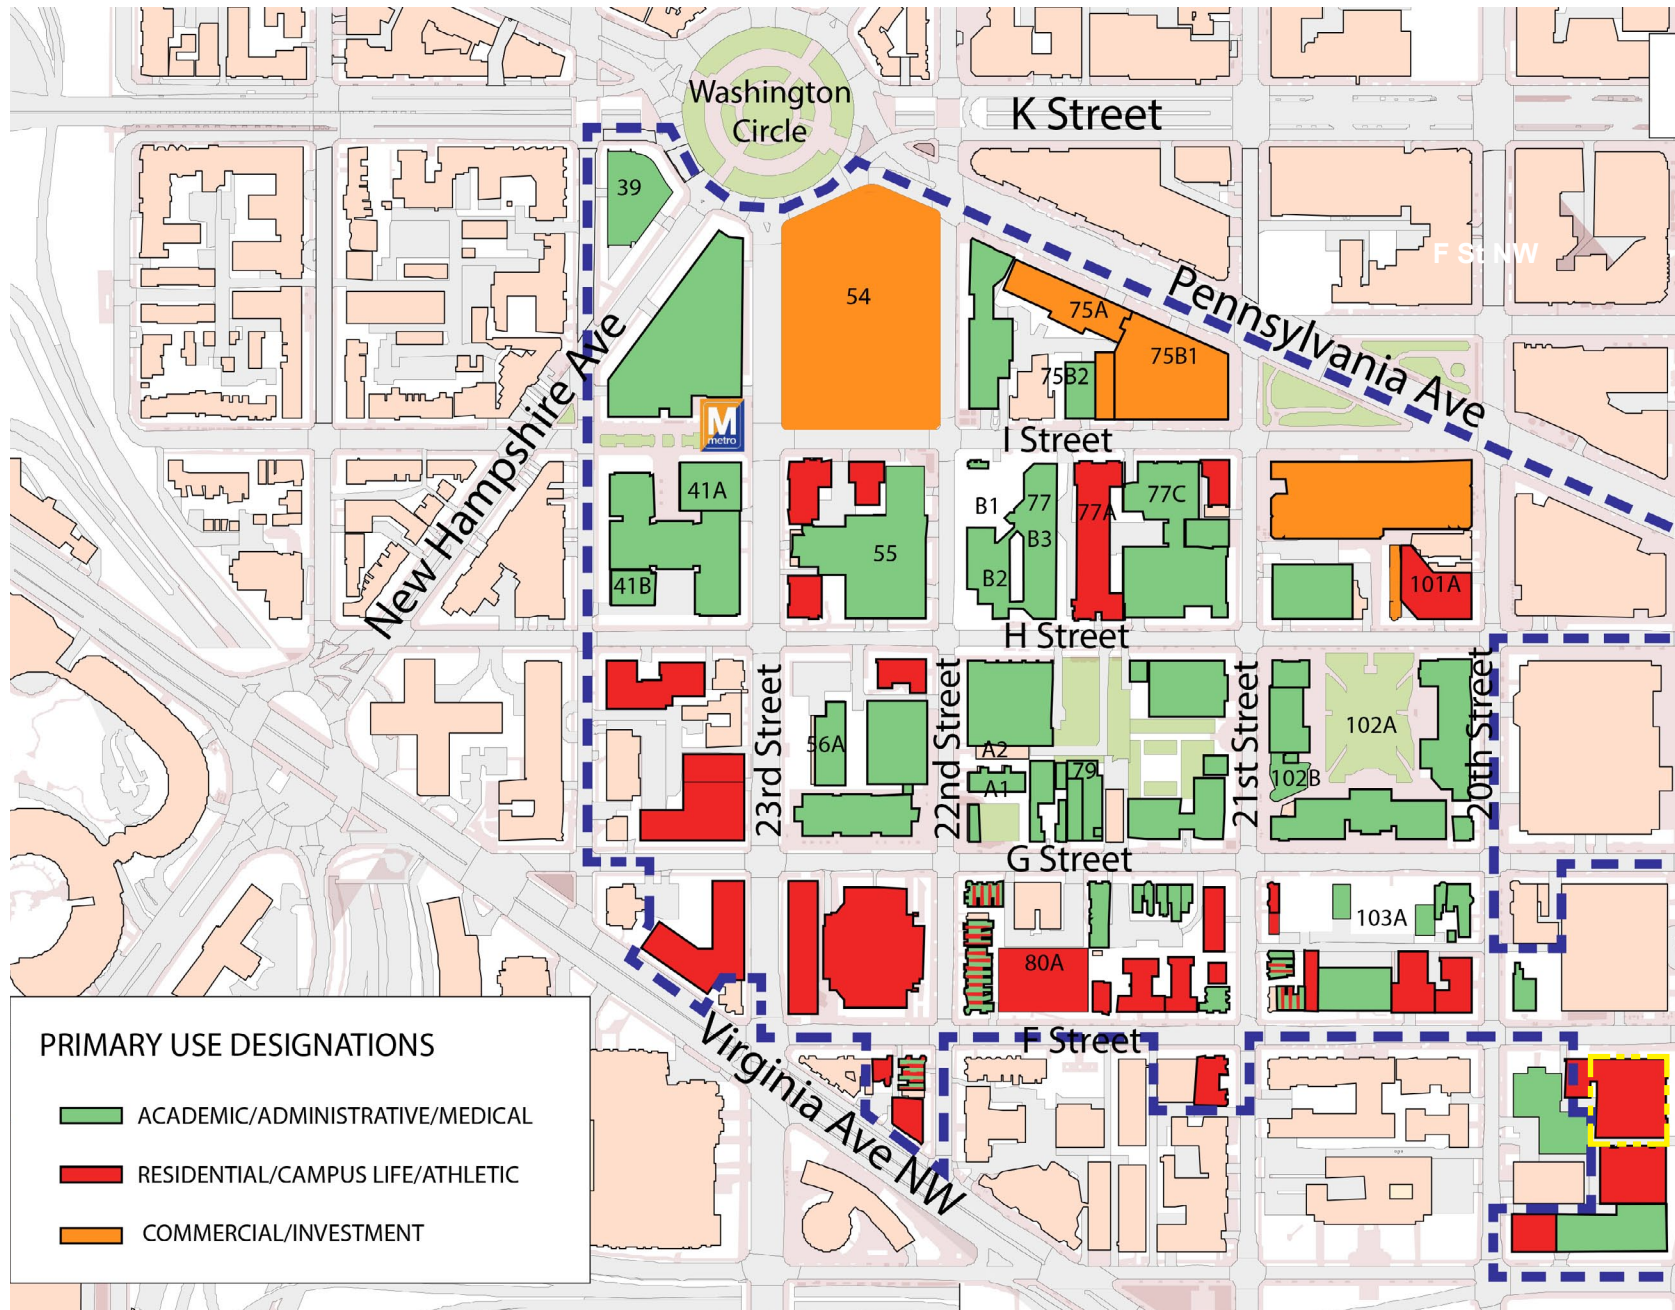 Washington
Circle
K Street
39
F St NW
54
Pennsylvania Ave
75A
75B1
75B2
New Hampshire Ave
M
metro
I Street
41A
77
77C
B1
77A
B3
55
41B
B2
101A
H Street
23rd Street
22nd Street
21st Street
20th Street
56A
A2
102A
79
A1
102B
G Street
103A
80A
F Street
Virginia Ave NW
PRIMARY USE DESIGNATIONS
ACADEMIC/ADMINISTRATIVE/MEDICAL
RESIDENTIAL/CAMPUS LIFE/ATHLETIC
COMMERCIAL/INVESTMENT